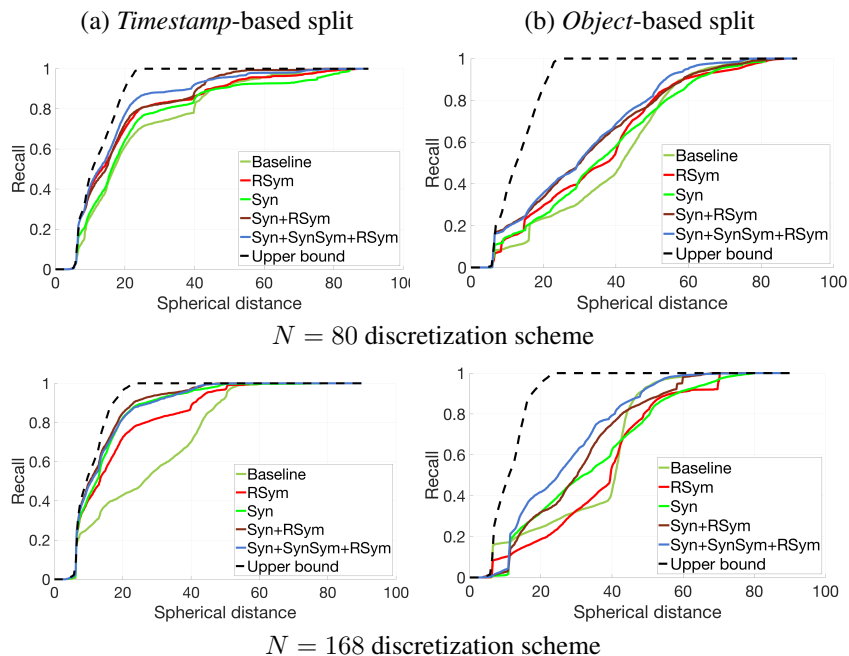 (a) Timestamp-based split
(b) Object-based split
1
0.8
0.6
0.4
0.2
0
Recall
Baseline
RSym
Syn
Syn+RSym
Syn+SynSym+RSym
Upper bound
0 20 40 60 80 100
Spherical distance
1
0.8
0.6
0.4
0.2
0
Recall
Baseline
RSym
Syn
Syn+RSym
Syn+SynSym+RSym
Upper bound
0 20 40 60 80 100
Spherical distance
N = 80 discretization scheme
1
0.8
0.6
0.4
0.2
0
Recall
Baseline
RSym
Syn
Syn+RSym
Syn+SynSym+RSym
Upper bound
0 20 40 60 80 100
Spherical distance
1
0.8
0.6
0.4
0.2
0
Recall
Baseline
RSym
Syn
Syn+RSym
Syn+SynSym+RSym
Upper bound
0 20 40 60 80 100
Spherical distance
N = 168 discretization scheme